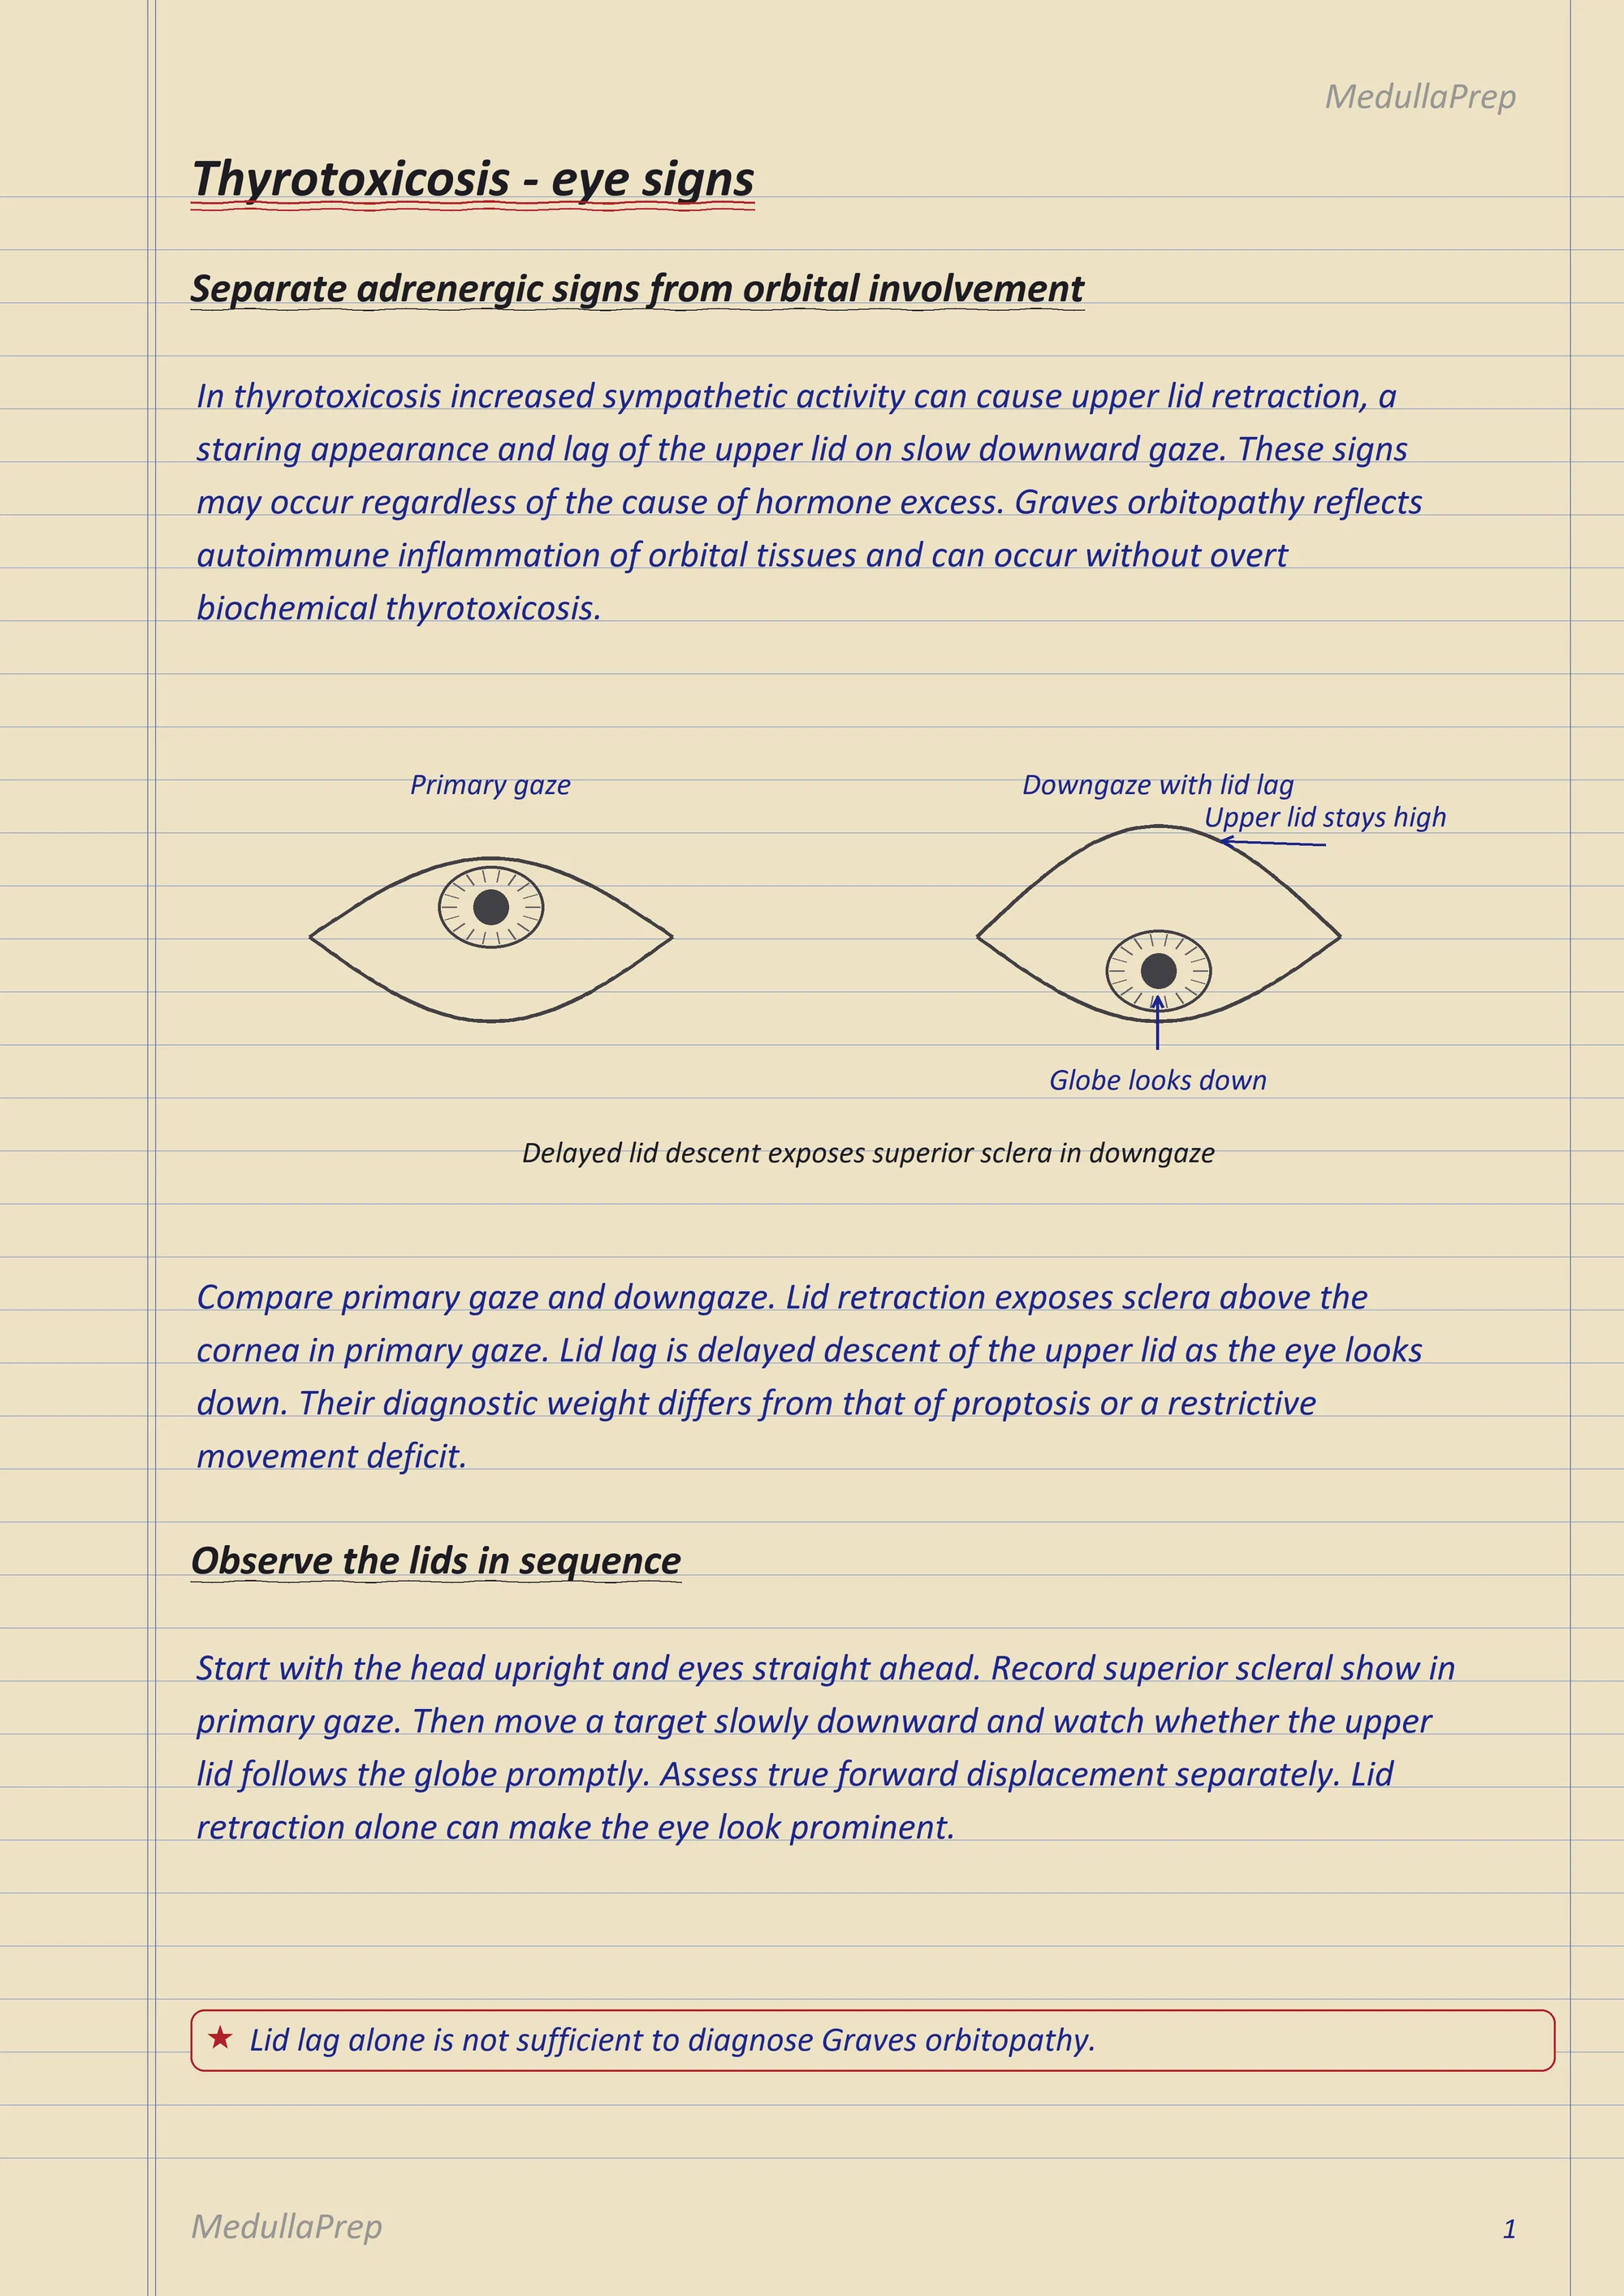 MedullaPrep
Thyrotoxicosis - eye signs
Separate adrenergic signs from orbital involvement
In thyrotoxicosis increased sympathetic activity can cause upper lid retraction, a
staring appearance and lag of the upper lid on slow downward gaze. These signs
may occur regardless of the cause of hormone excess. Graves orbitopathy reflects
autoimmune inflammation of orbital tissues and can occur without overt
biochemical thyrotoxicosis.
Primary gaze
Downgaze with lid lag
Upper lid stays high
Globe looks down
Delayed lid descent exposes superior sclera in downgaze
Compare primary gaze and downgaze. Lid retraction exposes sclera above the
cornea in primary gaze. Lid lag is delayed descent of the upper lid as the eye looks
down. Their diagnostic weight differs from that of proptosis or a restrictive
movement deficit.
Observe the lids in sequence
Start with the head upright and eyes straight ahead. Record superior scleral show in
primary gaze. Then move a target slowly downward and watch whether the upper
lid follows the globe promptly. Assess true forward displacement separately. Lid
retraction alone can make the eye look prominent.
★ Lid lag alone is not sufficient to diagnose Graves orbitopathy.
MedullaPrep
1